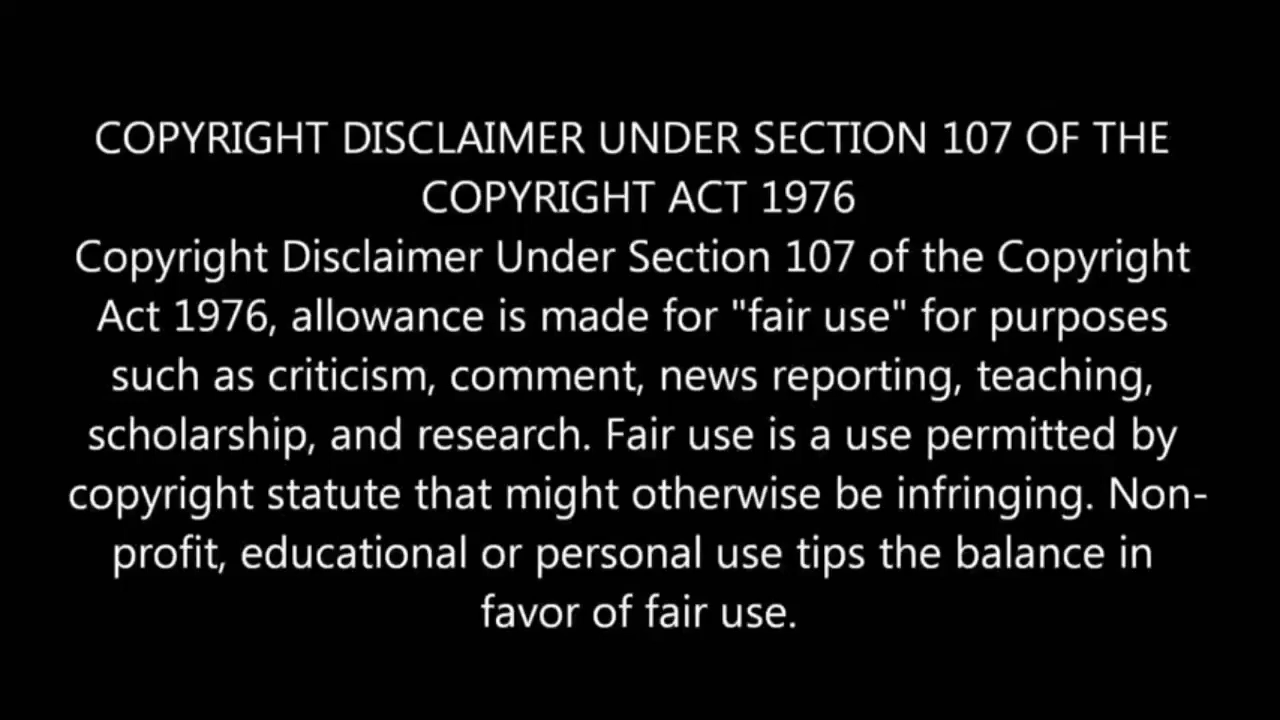 COPYRIGHT DISCLAIMER UNDER SECTION 107 OF THE
COPYRIGHT ACT 1976
Copyright Disclaimer Under Section 107 of the Copyright
Act 1976, allowance is made for "fair use" for purposes
such as criticism, comment, news reporting, teaching,
scholarship, and research. Fair use is a use permitted by
copyright statute that might otherwise be infringing. Non-
profit, educational or personal use tips the balance in
favor of fair use.